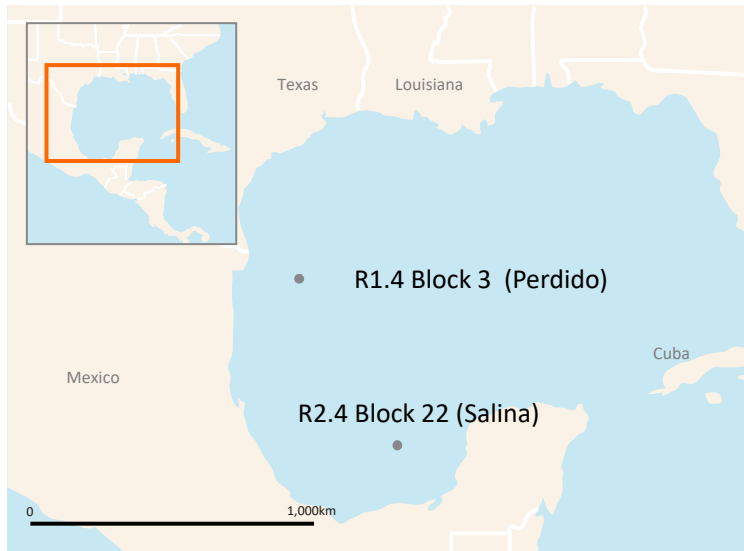 Texas
Louisiana
R1.4 Block 3 (Perdido)
Cuba
Mexico
R2.4 Block 22 (Salina)
0
1,000km